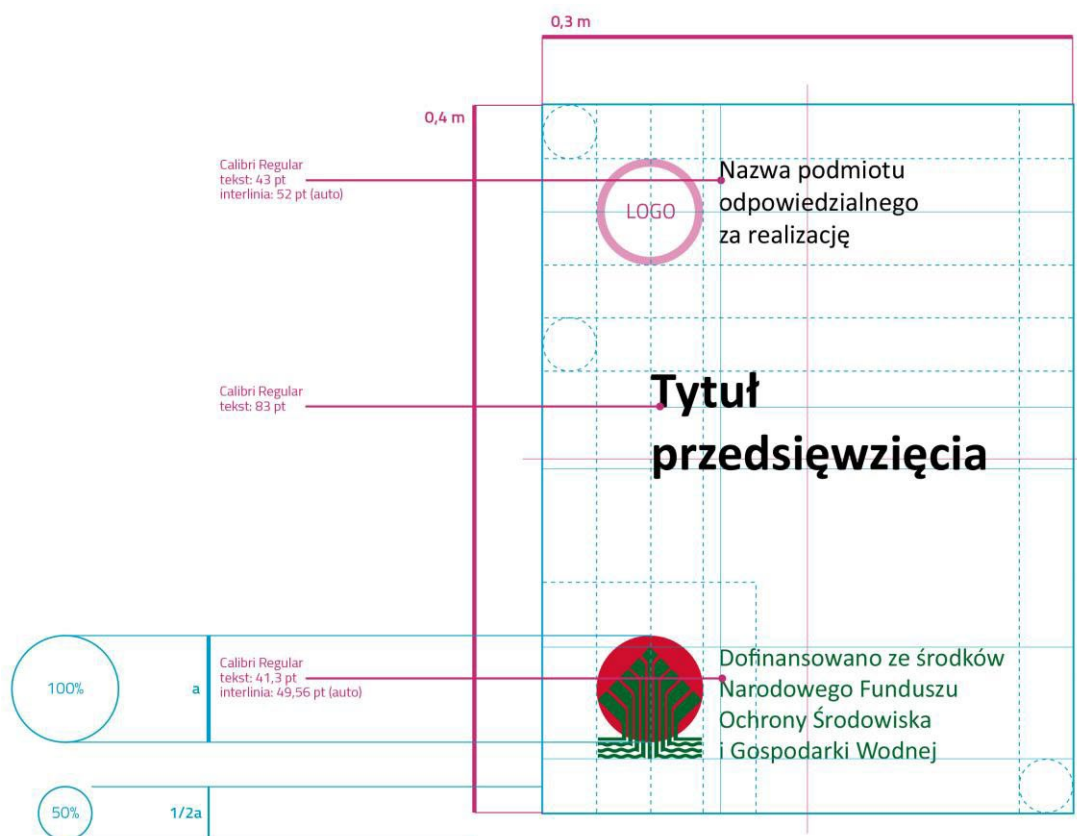 0,3 m
0,4 m
Calibri Regular
tekst: 43 pt
interlinia: 52 pt (auto)
LOGO
Nazwa podmiotu
odpowiedzialnego
za realizację
Calibri Regular
tekst: 83 pt
Tytuł
przedsięwzięcia
100%
a
Calibri Regular
tekst: 41,3 pt
interlinia: 49,56 pt (auto)
Dofinansowano ze środków
Narodowego Funduszu
Ochrony Środowiska
i Gospodarki Wodnej
50%
1/2a